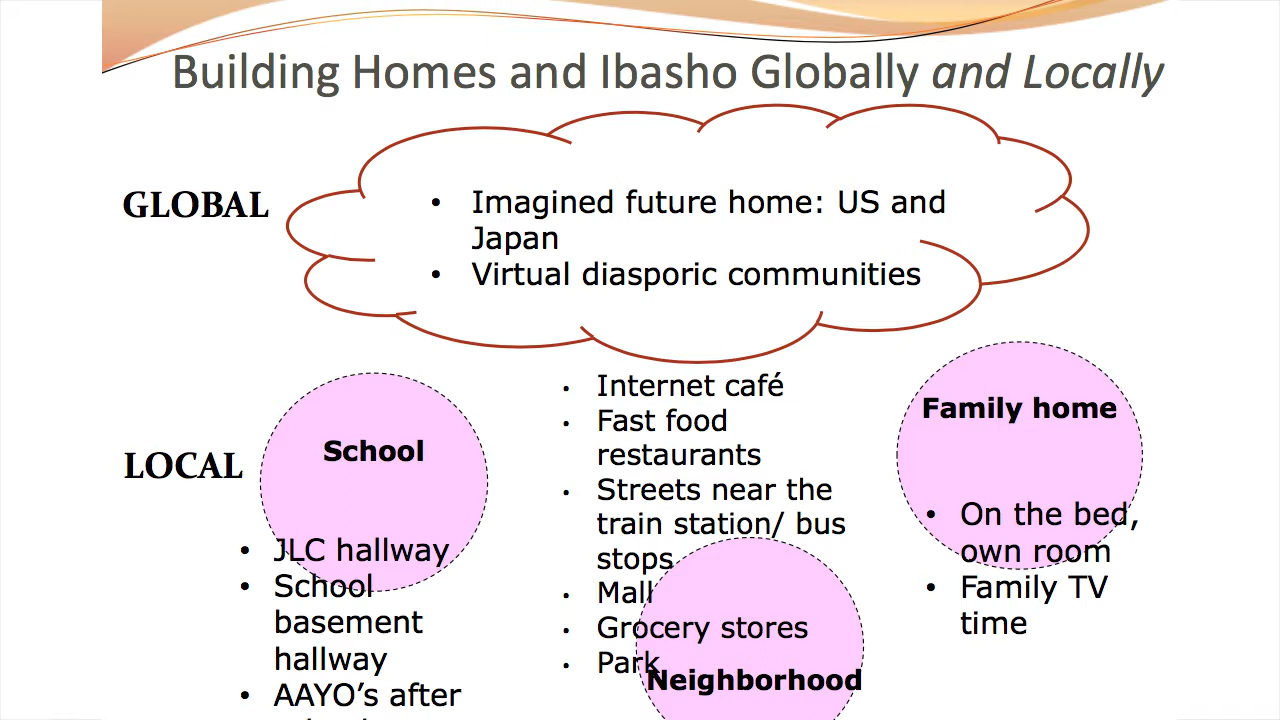 Building Homes and Ibasho Globally and Locally
GLOBAL
• Imagined future home: US and
Japan
• Virtual diasporic communities
LOCAL
School
• JLC hallway
• School
basement
hallway
• AAYO’s after
• Internet café
• Fast food
restaurants
• Streets near the
train station/ bus
stops
• Mall
• Grocery stores
• Park
Neighborhood
Family home
• On the bed,
own room
• Family TV
time